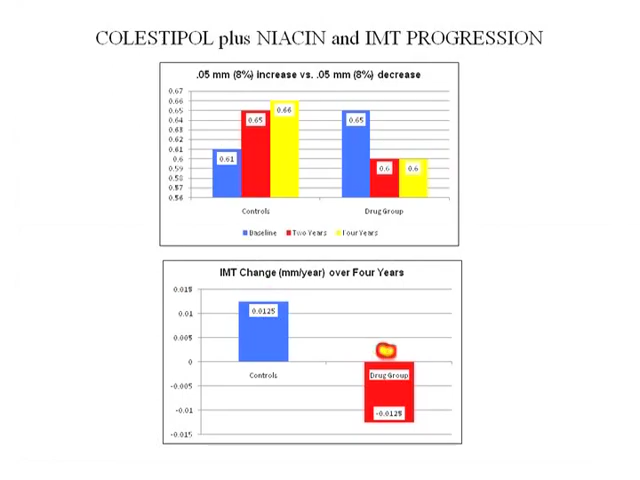 COLESTIPOL plus NIACIN and IMT PROGRESSION
.05 mm (8%) increase vs. .05 mm (8%) decrease
0.67
0.66
0.65
0.64
0.63
0.62
0.61
0.6
0.59
0.58
0.57
0.56
0.61
0.65
0.66
0.65
0.6
0.6
Controls
Drug Group
Baseline
Two Years
Four Years
IMT Change (mm/year) over Four Years
0.015
0.01
0.005
0
-0.005
-0.01
-0.015
0.0125
Controls
Drug Group
-0.0125